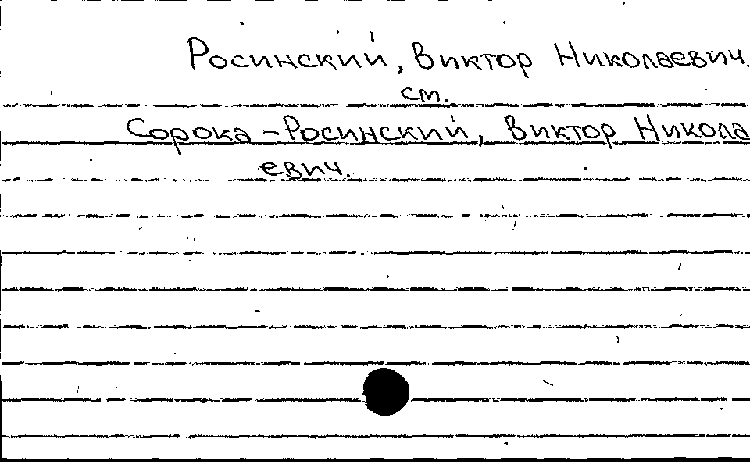 Росинский, Виктор Николаевич.
см.
Сорока-Росинский, Виктор Никола
евич.